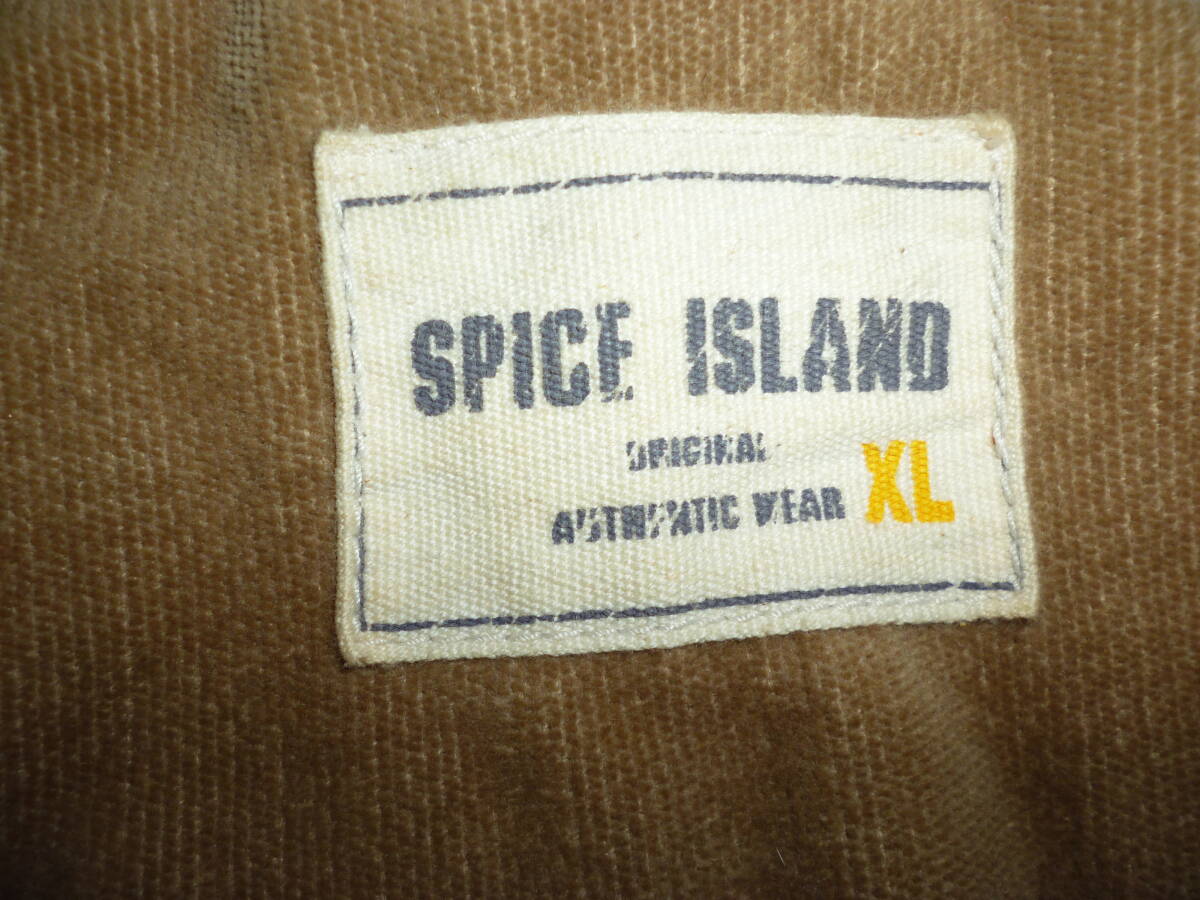 SPICE ISLAND
ORIGINAL
AUTHENTIC WEAR XL